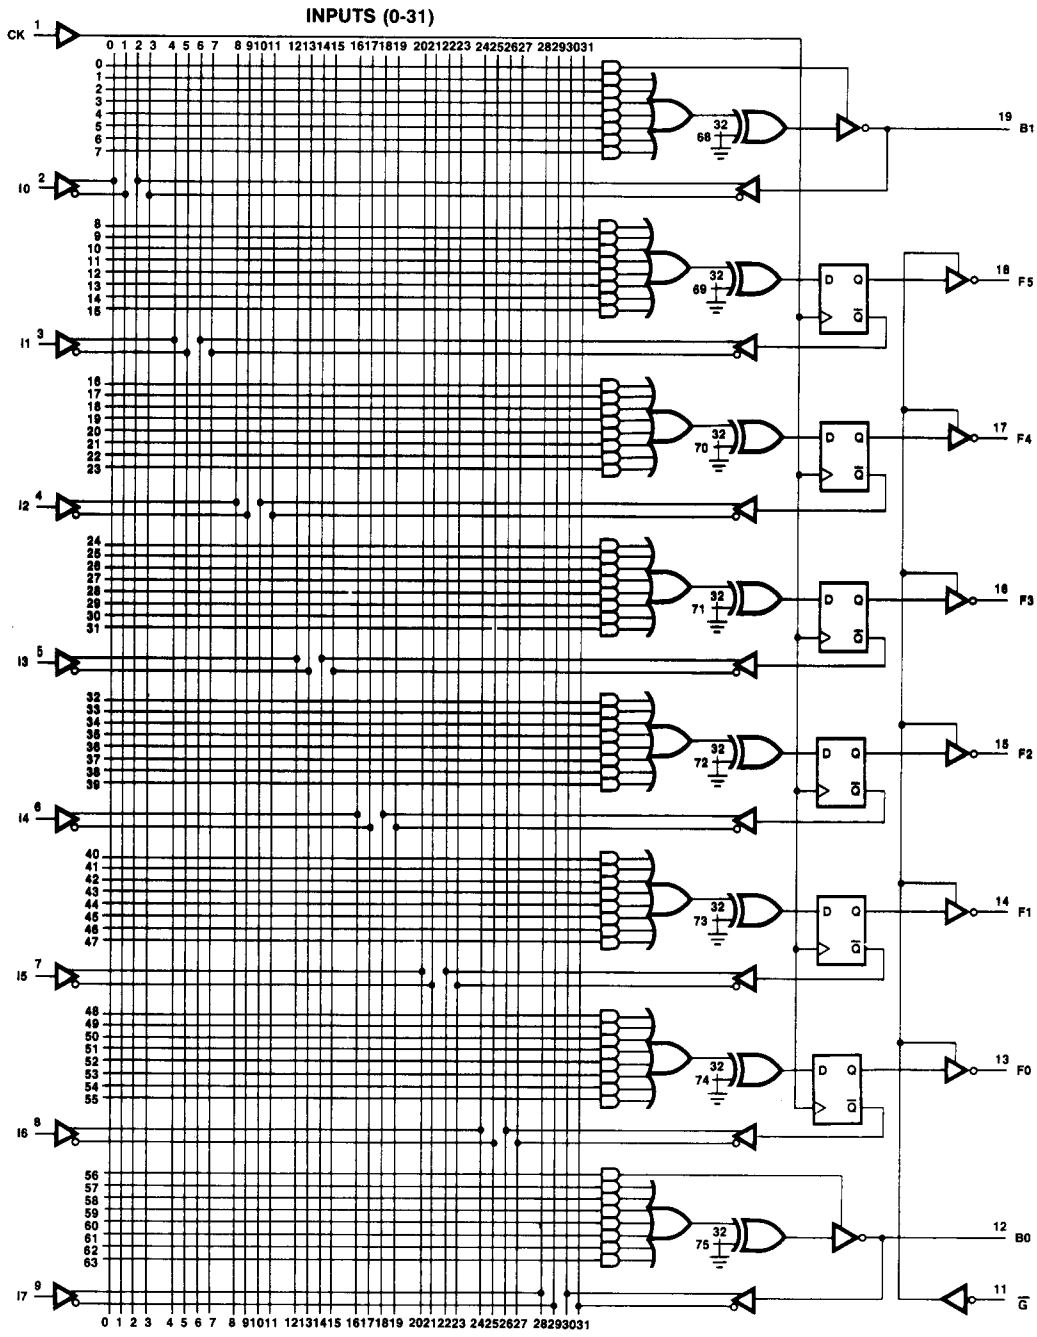 INPUTS (0-31)
CK 1
0 1 2 3 4 5 6 7 8 9 10 11 12 13 14 15 16 17 18 19 20 21 22 23 24 25 26 27 28 29 30 31
0
1
2
3
4
5
6
7
32
68
19 B1
I0 2
8
9
10
11
12
13
14
15
32
69
D Q
Q̅
18 F5
I1 3
16
17
18
19
20
21
22
23
32
70
D Q
Q̅
17 F4
I2 4
24
25
26
27
28
29
30
31
32
71
D Q
Q̅
16 F3
I3 5
32
33
34
35
36
37
38
39
32
72
D Q
Q̅
15 F2
I4 6
40
41
42
43
44
45
46
47
32
73
D Q
Q̅
14 F1
I5 7
48
49
50
51
52
53
54
55
32
74
D Q
Q̅
13 F0
I6 8
56
57
58
59
60
61
62
63
32
75
12 B0
I7 9
11 G̅
0 1 2 3 4 5 6 7 8 9 10 11 12 13 14 15 16 17 18 19 20 21 22 23 24 25 26 27 28 29 30 31